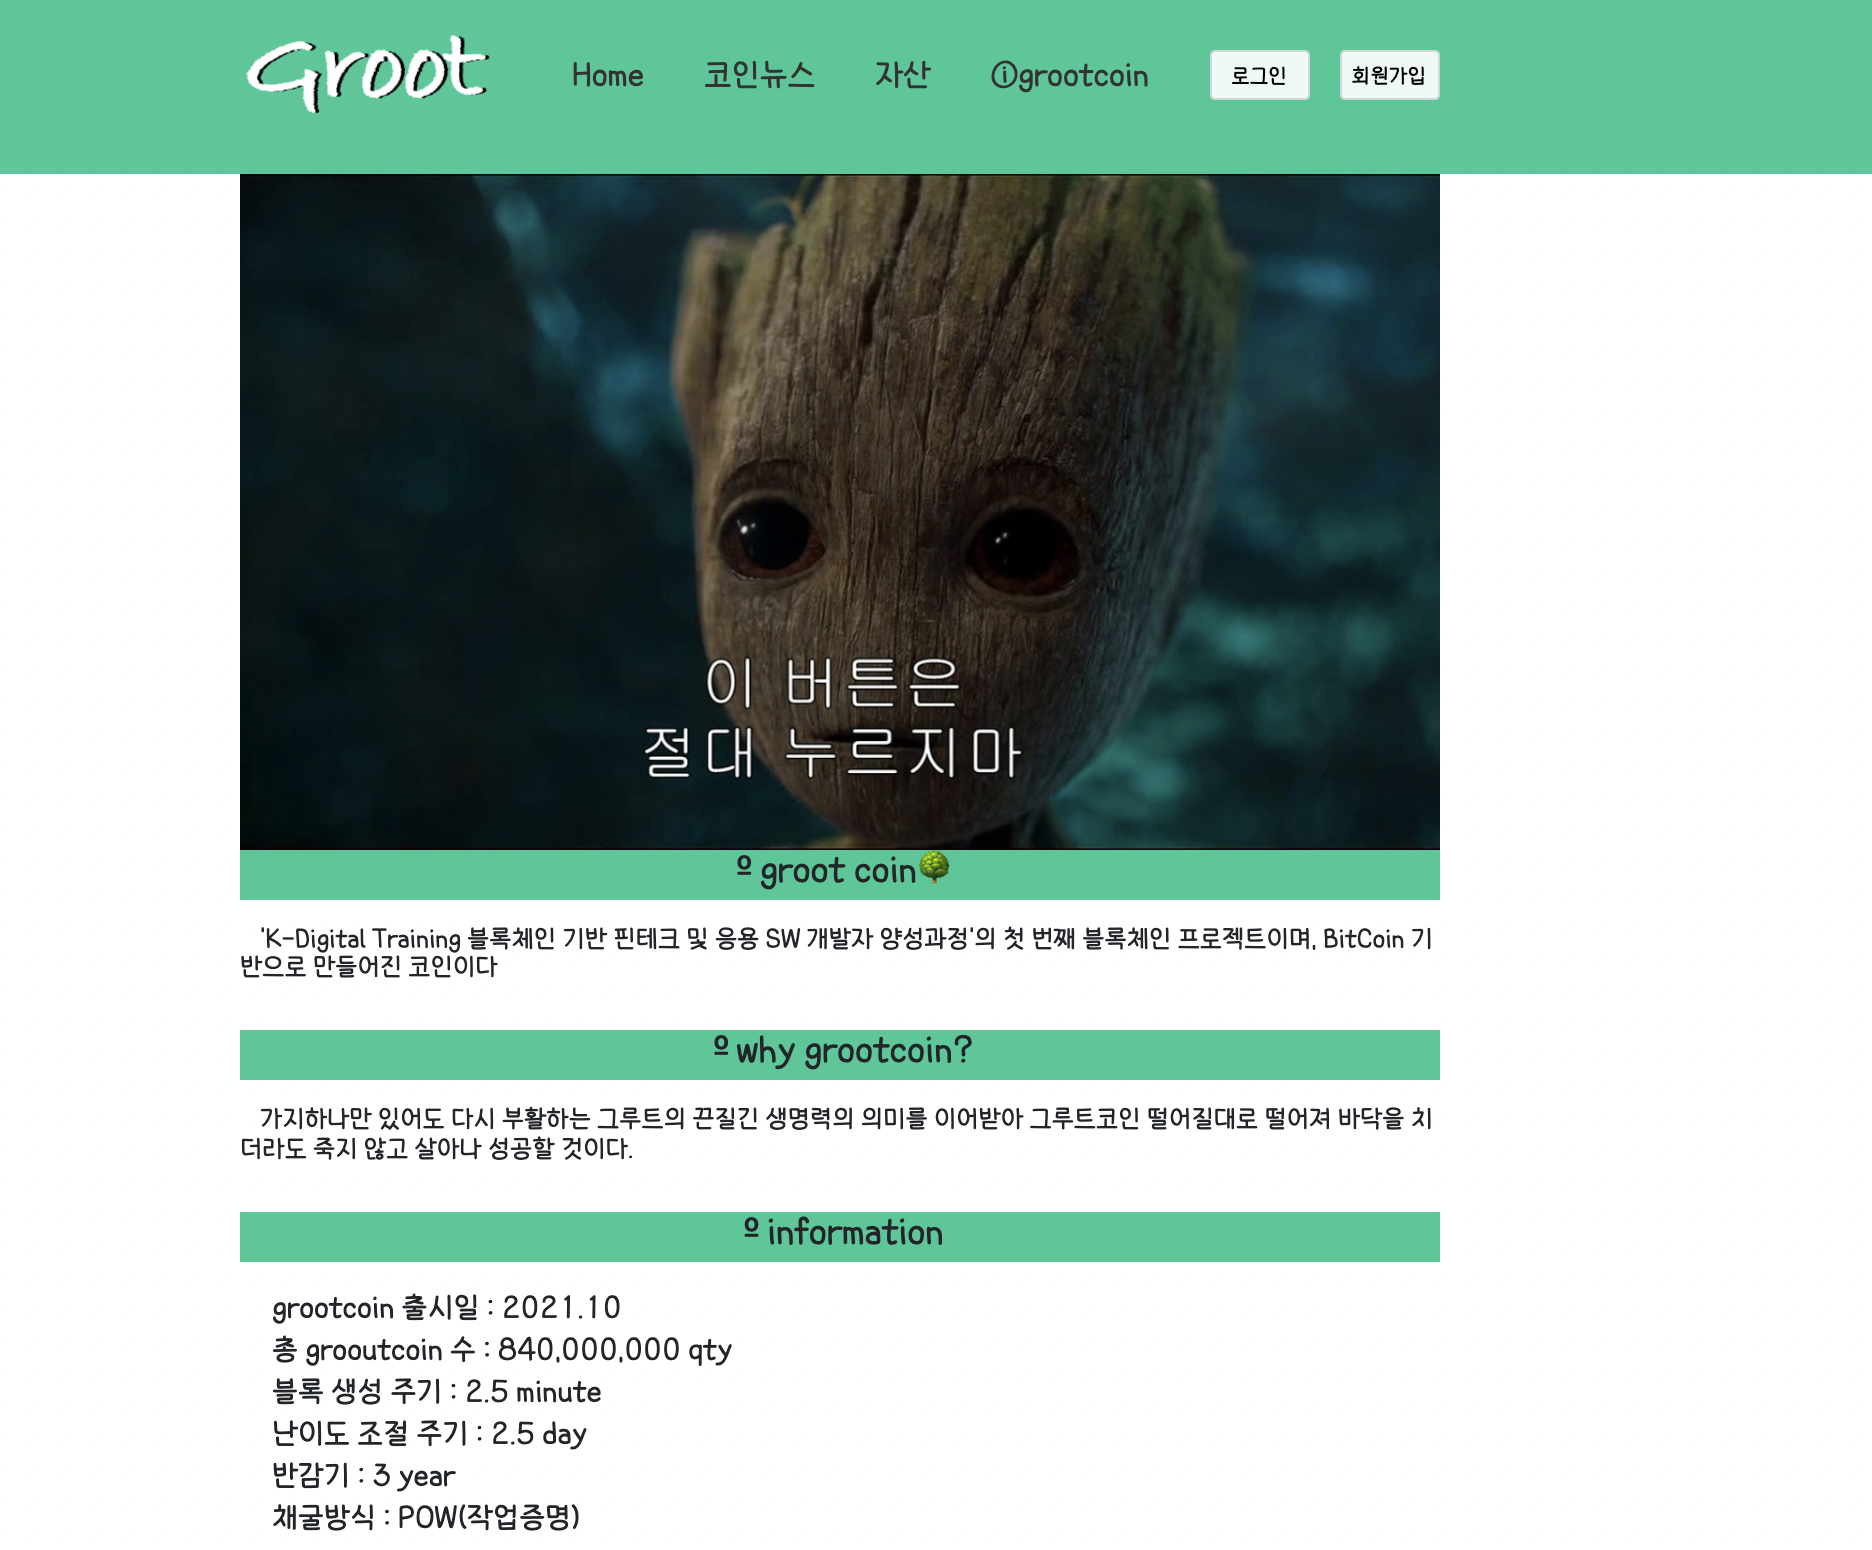 Groot
Home 코인뉴스 자산 ⓘgrootcoin 로그인 회원가입
이 버튼은
절대 누르지마
º groot coin🌳
'K-Digital Training 블록체인 기반 핀테크 및 응용 SW 개발자 양성과정'의 첫 번째 블록체인 프로젝트이며, BitCoin 기
반으로 만들어진 코인이다
º why grootcoin?
가지하나만 있어도 다시 부활하는 그루트의 끈질긴 생명력의 의미를 이어받아 그루트코인 떨어질대로 떨어져 바닥을 치
더라도 죽지 않고 살아나 성공할 것이다.
º information
grootcoin 출시일 : 2021.10
총 grooutcoin 수 : 840,000,000 qty
블록 생성 주기 : 2.5 minute
난이도 조절 주기 : 2.5 day
반감기 : 3 year
채굴방식 : POW(작업증명)